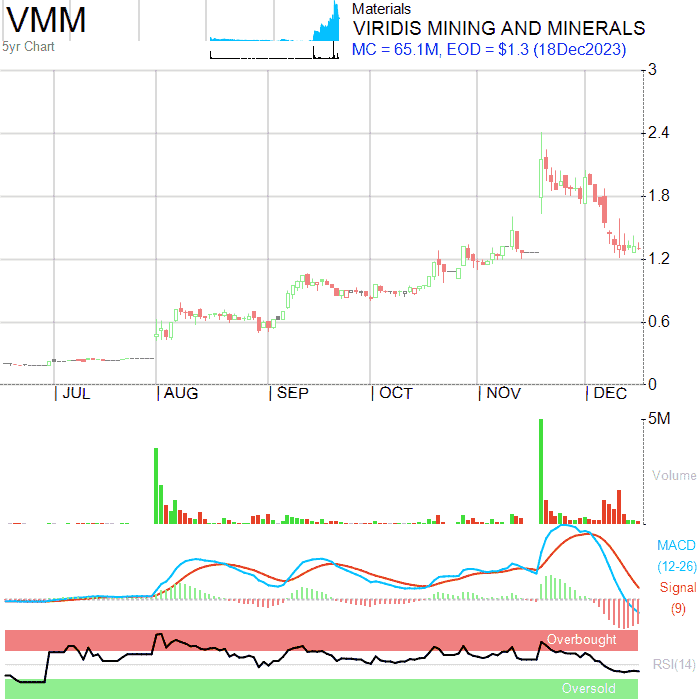 VMM
5yr Chart
Materials
VIRIDIS MINING AND MINERALS
MC = 65.1M, EOD = $1.3 (18Dec2023)
3
2.4
1.8
1.2
0.6
0
JUL AUG SEP OCT NOV DEC
5M
Volume
MACD
(12-26)
Signal
(9)
Overbought
RSI(14)
Oversold